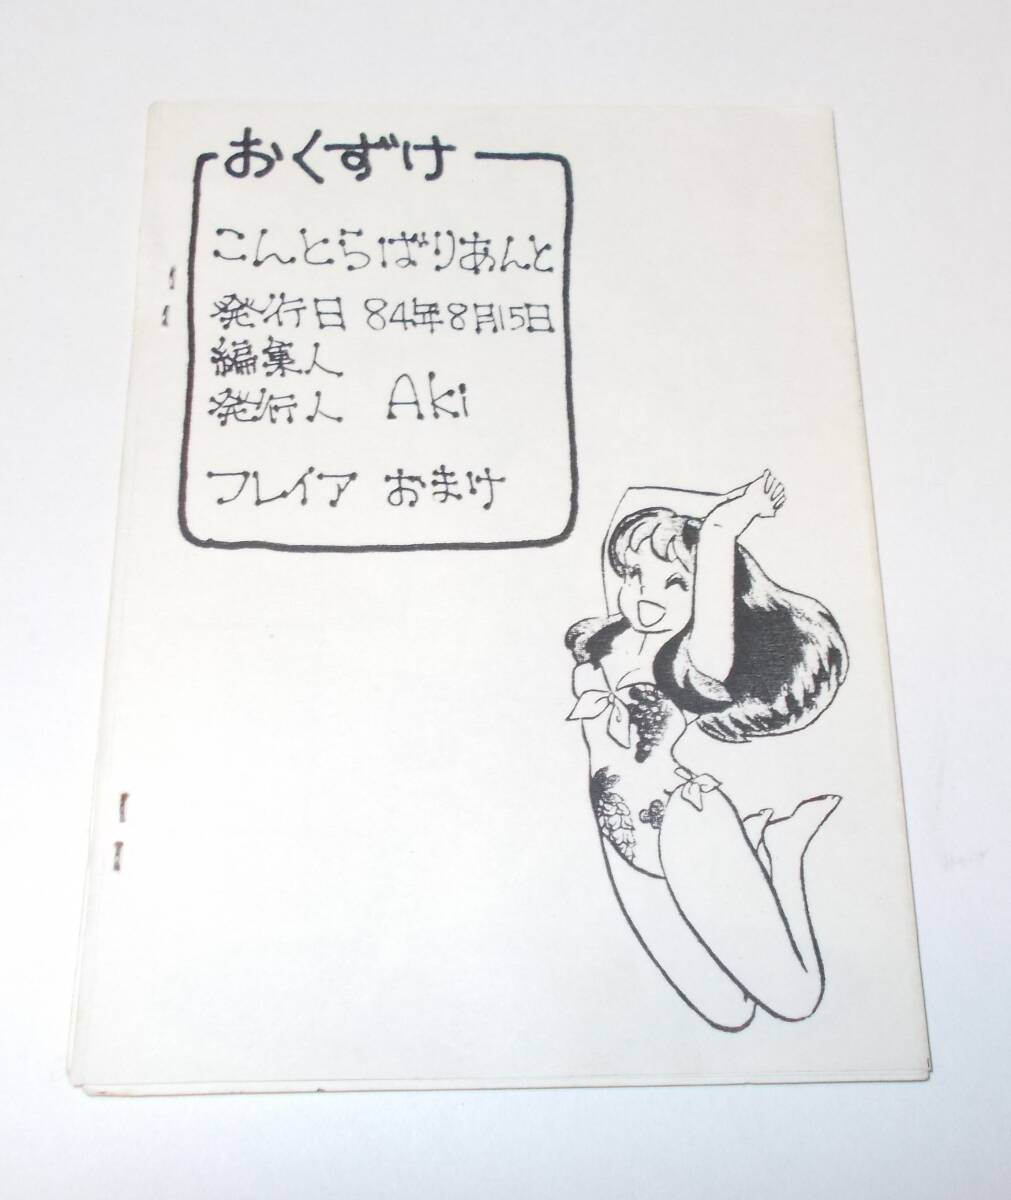 おくずけ
こんとらばりあんと
発行日 84年8月15日
編集人
発行人 Aki
フレイア おまけ